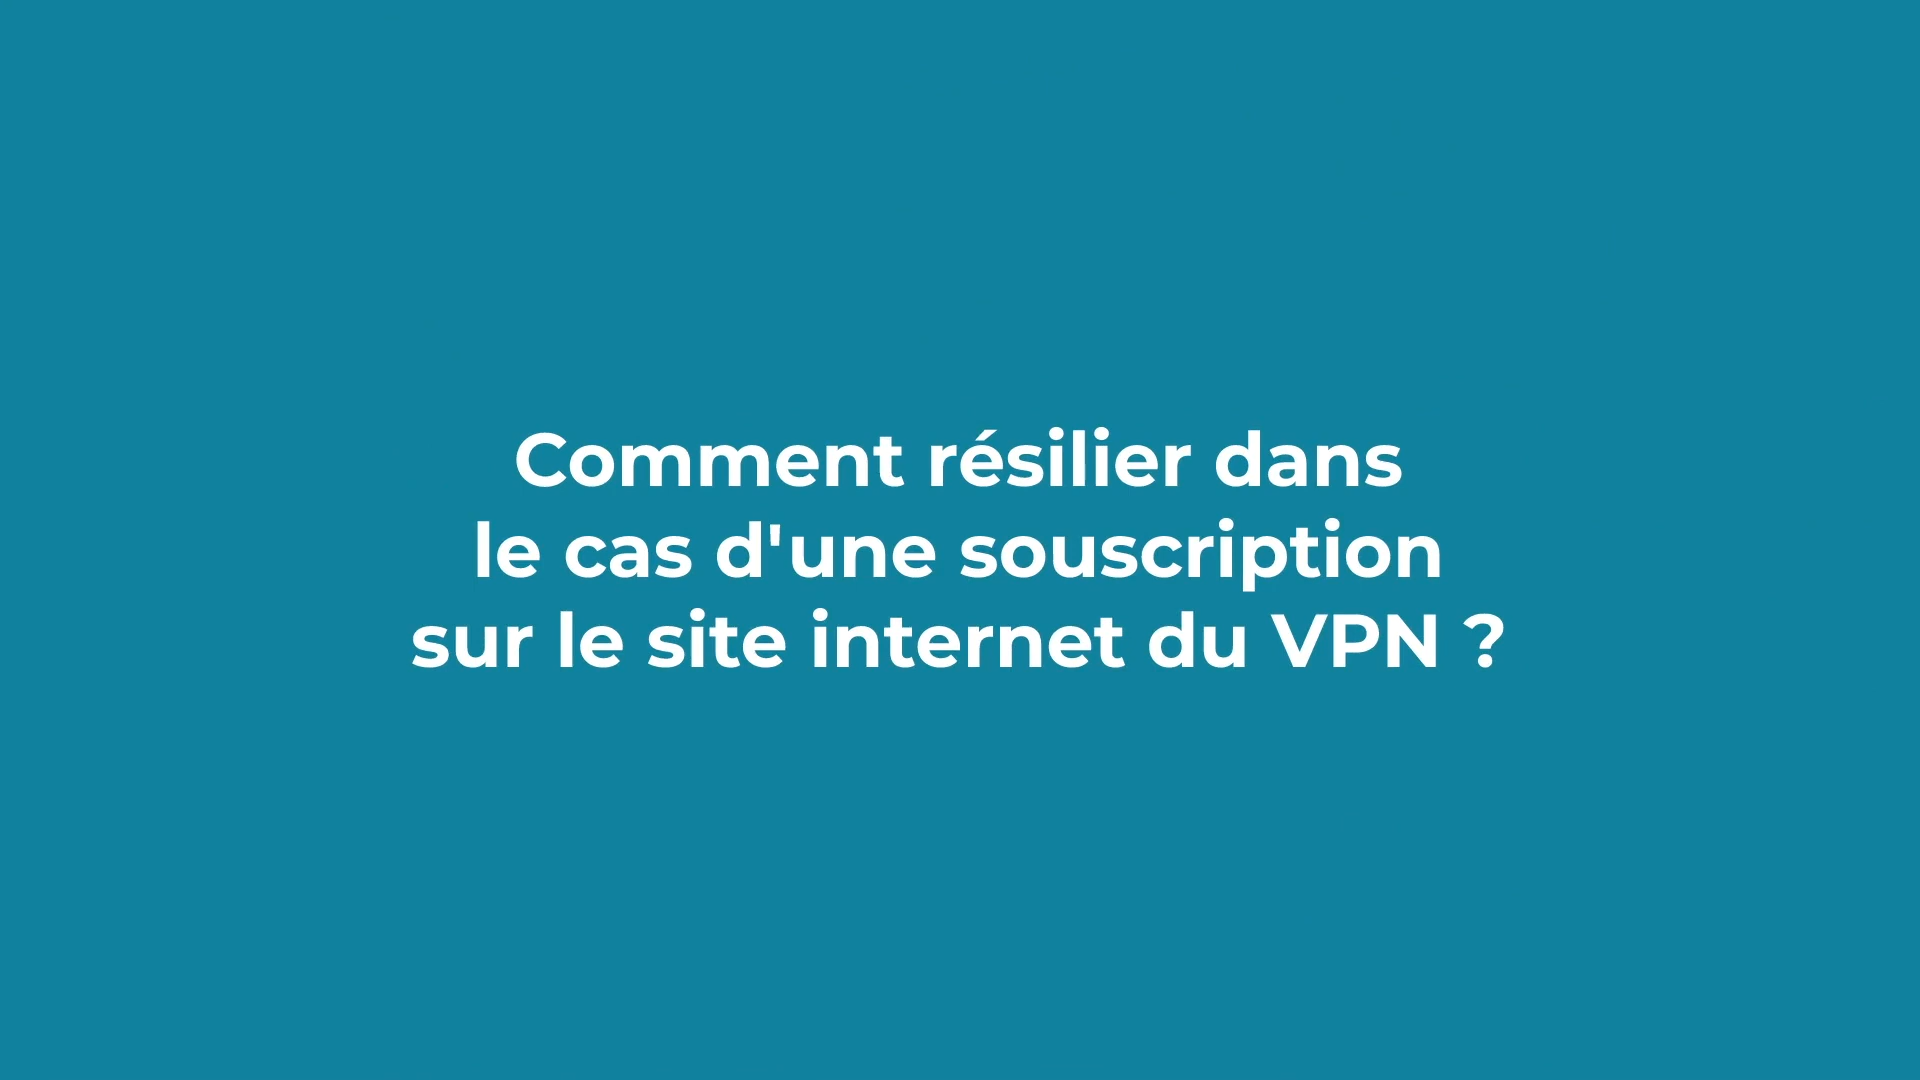 Comment résilier dans
le cas d'une souscription
sur le site internet du VPN ?